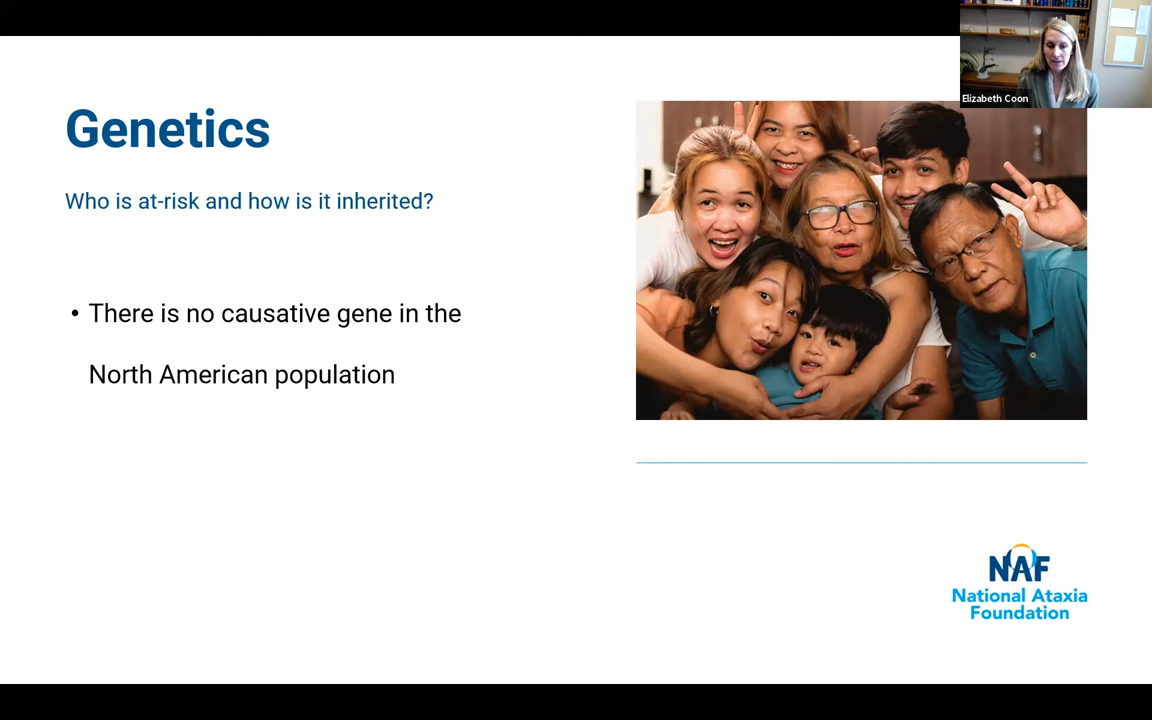 Elizabeth Coon
Genetics
Who is at-risk and how is it inherited?
• There is no causative gene in the
North American population
NAF
National Ataxia
Foundation